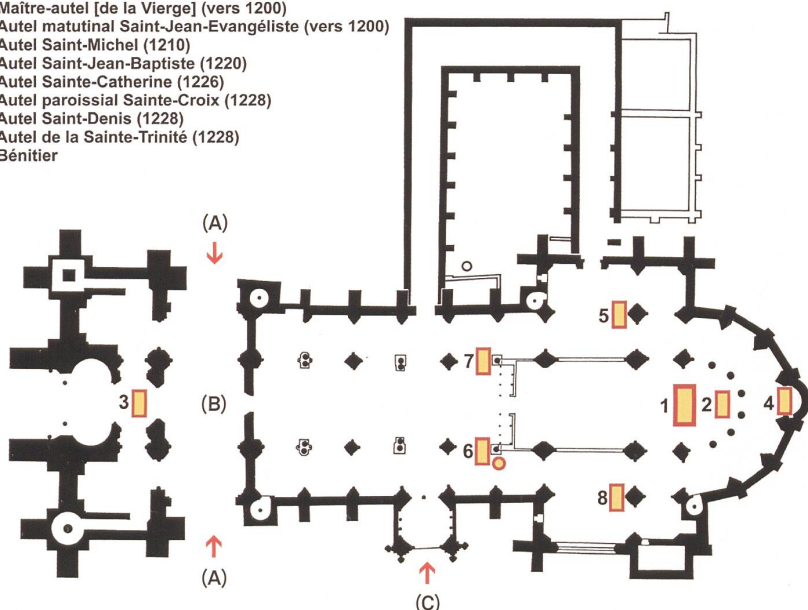 Maître-autel [de la Vierge] (vers 1200)
Autel matutinal Saint-Jean-Evangéliste (vers 1200)
Autel Saint-Michel (1210)
Autel Saint-Jean-Baptiste (1220)
Autel Sainte-Catherine (1226)
Autel paroissial Sainte-Croix (1228)
Autel Saint-Denis (1228)
Autel de la Sainte-Trinité (1228)
Bénitier
(A)
5
7
3
(B)
1
2
4
6
8
(A)
(C)